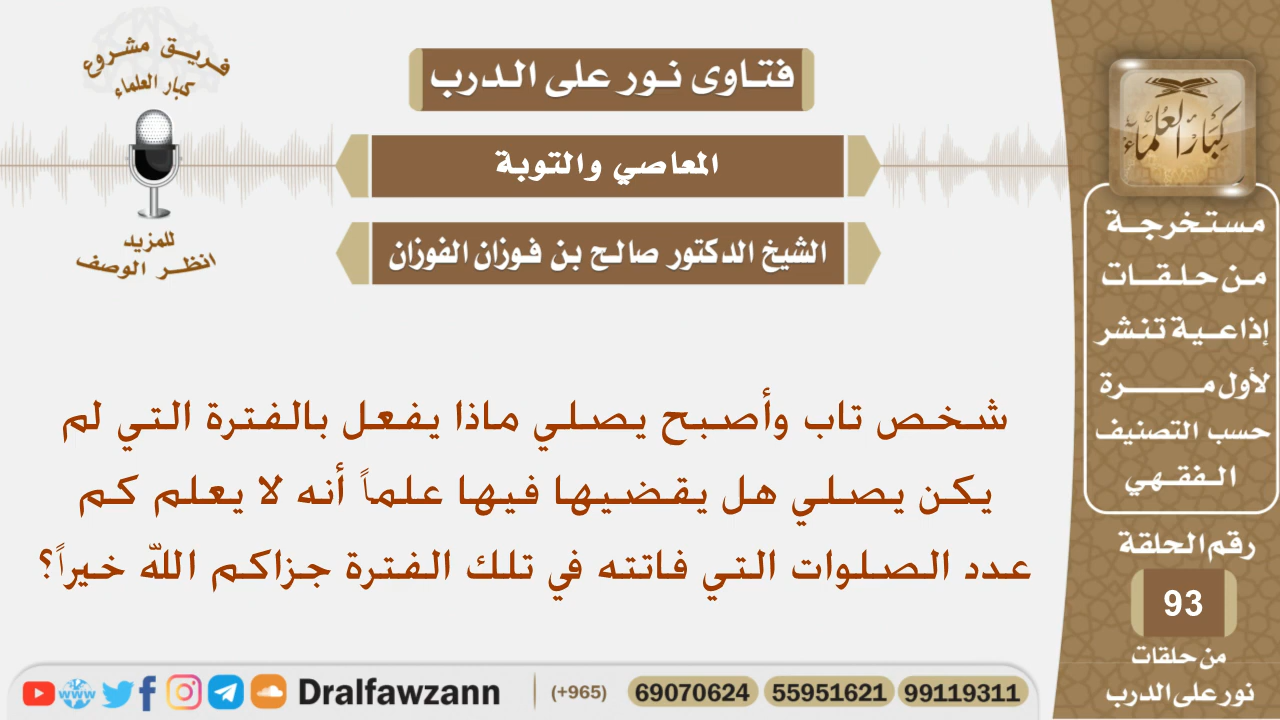 فريق مشروع
كبار العلماء
للمزيد
انظر الوصف
فتاوى نور على الدرب
المعاصي والتوبة
الشيخ الدكتور صالح بن فوزان الفوزان
شخص تاب وأصبح يصلي ماذا يفعل بالفترة التي لم
يكن يصلي هل يقضيها فيها علماً أنه لا يعلم كم
عدد الصلوات التي فاتته في تلك الفترة جزاكم الله خيراً؟
كبار العلماء
مستخرجة
من حلقات
إذاعية تنشر
لأول مرة
حسب التصنيف
الفقهي
رقم الحلقة
93
من حلقات
نور على الدرب
www
Dralfawzann
(+965)
69070624
55951621
99119311